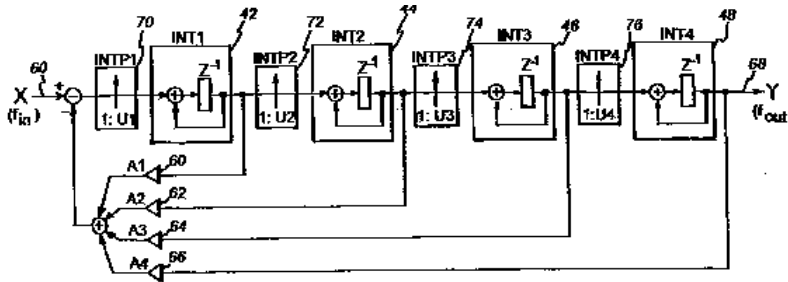 70 42 72 44 74 46 76 48
INT1 INT2 INT3 INT4
60 INTP1 INTP2 INTP3 INTP4 68
Z-1 Z-1 Z-1 Z-1
X + − + + + + Y
(fin) 1: U1 1: U2 1: U3 1: U4 (fout
−
A1 60
A2 62
+ A3 64
A4 66